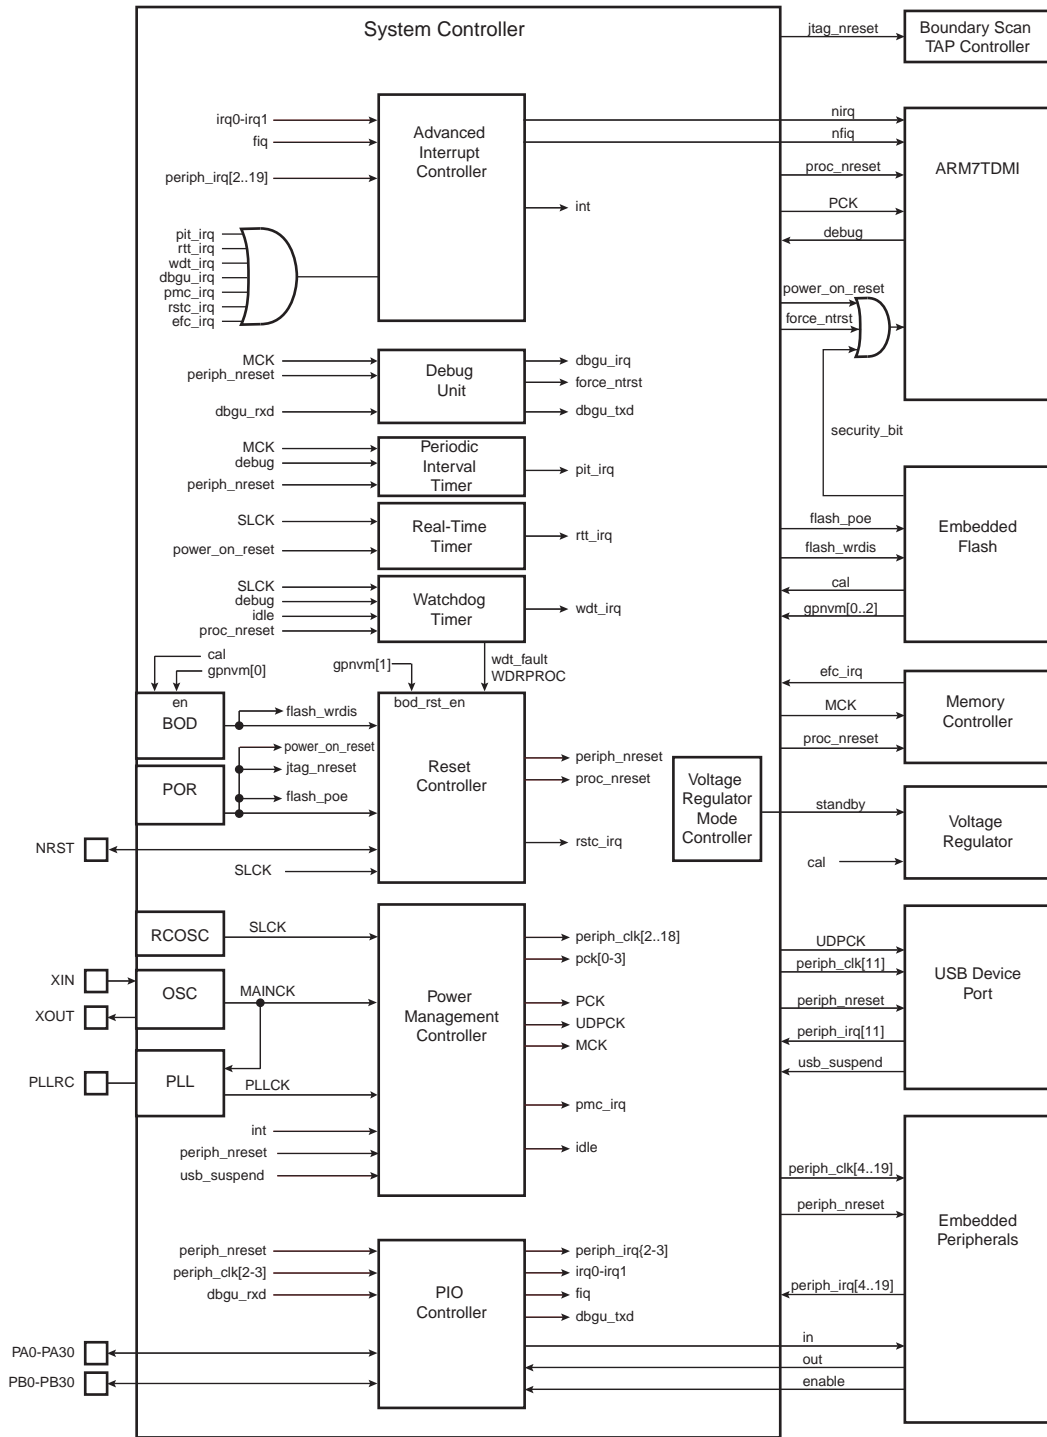 System Controller
jtag_nreset
Boundary Scan
TAP Controller
irq0-irq1
fiq
periph_irq[2..19]
Advanced
Interrupt
Controller
int
nirq
nfiq
proc_nreset
PCK
debug
ARM7TDMI
pit_irq
rtt_irq
wdt_irq
dbgu_irq
pmc_irq
rstc_irq
efc_irq
power_on_reset
force_ntrst
security_bit
MCK
periph_nreset
dbgu_rxd
Debug
Unit
dbgu_irq
force_ntrst
dbgu_txd
MCK
debug
periph_nreset
Periodic
Interval
Timer
pit_irq
SLCK
power_on_reset
Real-Time
Timer
rtt_irq
flash_poe
flash_wrdis
cal
gpnvm[0..2]
Embedded
Flash
SLCK
debug
idle
proc_nreset
Watchdog
Timer
wdt_irq
cal
gpnvm[0]
gpnvm[1]
wdt_fault
WDRPROC
en
BOD
flash_wrdis
bod_rst_en
Reset
Controller
POR
power_on_reset
jtag_nreset
flash_poe
periph_nreset
proc_nreset
rstc_irq
NRST
SLCK
efc_irq
MCK
proc_nreset
Memory
Controller
Voltage
Regulator
Mode
Controller
standby
cal
Voltage
Regulator
RCOSC
SLCK
XIN
XOUT
OSC
MAINCK
PLLRC
PLL
PLLCK
int
periph_nreset
usb_suspend
Power
Management
Controller
periph_clk[2..18]
pck[0-3]
PCK
UDPCK
MCK
pmc_irq
idle
UDPCK
periph_clk[11]
periph_nreset
periph_irq[11]
usb_suspend
USB Device
Port
periph_clk[4..19]
periph_nreset
periph_irq[4..19]
in
out
enable
Embedded
Peripherals
periph_nreset
periph_clk[2-3]
dbgu_rxd
PIO
Controller
periph_irq{2-3]
irq0-irq1
fiq
dbgu_txd
PA0-PA30
PB0-PB30